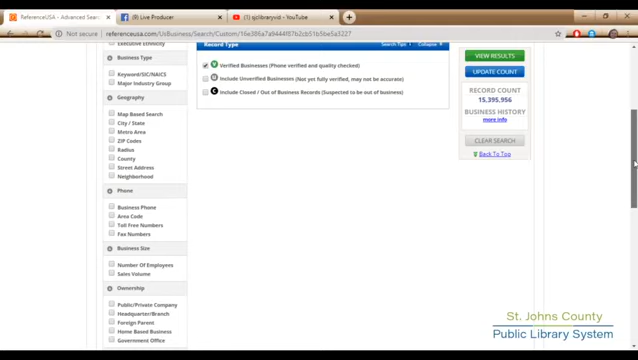 ReferenceUSA - Advanced Searc
(9) Live Producer
(7) sjclibraryvid - YouTube
Not secure
referenceusa.com/UsBusiness/Search/Custom/16e386a7a944f87b2cb2180f5e5a3227
Executive Ethnicity
Business Type
Keyword/SIC/NAICS
Major Industry Group
Geography
Map Based Search
City / State
Metro Area
ZIP Codes
Radius
County
Street Address
Neighborhood
Phone
Business Phone
Area Code
Toll Free Numbers
Fax Numbers
Business Size
Number Of Employees
Sales Volume
Ownership
Public/Private Company
Headquarter/Branch
Foreign Parent
Home Based Business
Government Office
Record Type
Search Tips
Collapse
Verified Businesses (Phone verified and quality checked)
Include Unverified Businesses (Not yet fully verified, may not be accurate)
Include Closed / Out of Business Records (Suspected to be out of business)
VIEW RESULTS
UPDATE COUNT
RECORD COUNT
15,395,956
BUSINESS HISTORY
more info
CLEAR SEARCH
Back To Top
St. Johns County
Public Library System